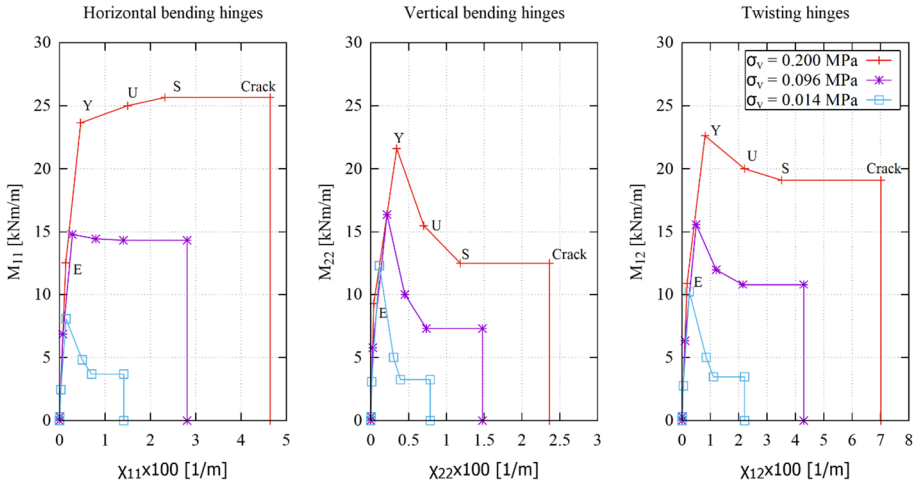 Horizontal bending hinges
Vertical bending hinges
Twisting hinges
30
25
20
15
10
5
0
M11 [kNm/m]
Y
U
S
Crack
E
0
1
2
3
4
5
χ11x100 [1/m]
30
25
20
15
10
5
0
M22 [kNm/m]
Y
U
S
Crack
E
0
0.5
1
1.5
2
2.5
3
χ22x100 [1/m]
30
25
20
15
10
5
0
M12 [kNm/m]
σv = 0.200 MPa
σv = 0.096 MPa
σv = 0.014 MPa
Y
U
S
Crack
E
0
1
2
3
4
5
6
7
8
χ12x100 [1/m]